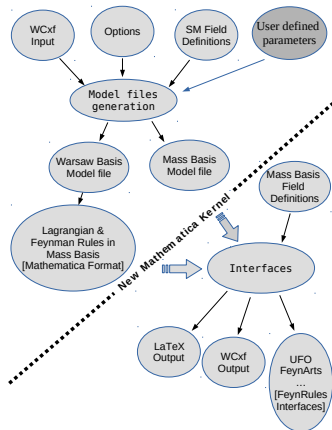 WCxf
Input
Options
SM Field
Definitions
User defined
parameters
Model files
generation
Warsaw Basis
Model file
Mass Basis
Model file
Mass Basis
Field
Definitions
Lagrangian &
Feynman Rules in
Mass Basis
[Mathematica Format]
New Mathematica Kernel
Interfaces
LaTeX
Output
WCxf
Output
UFO
FeynArts
...
[FeynRules
Interfaces]